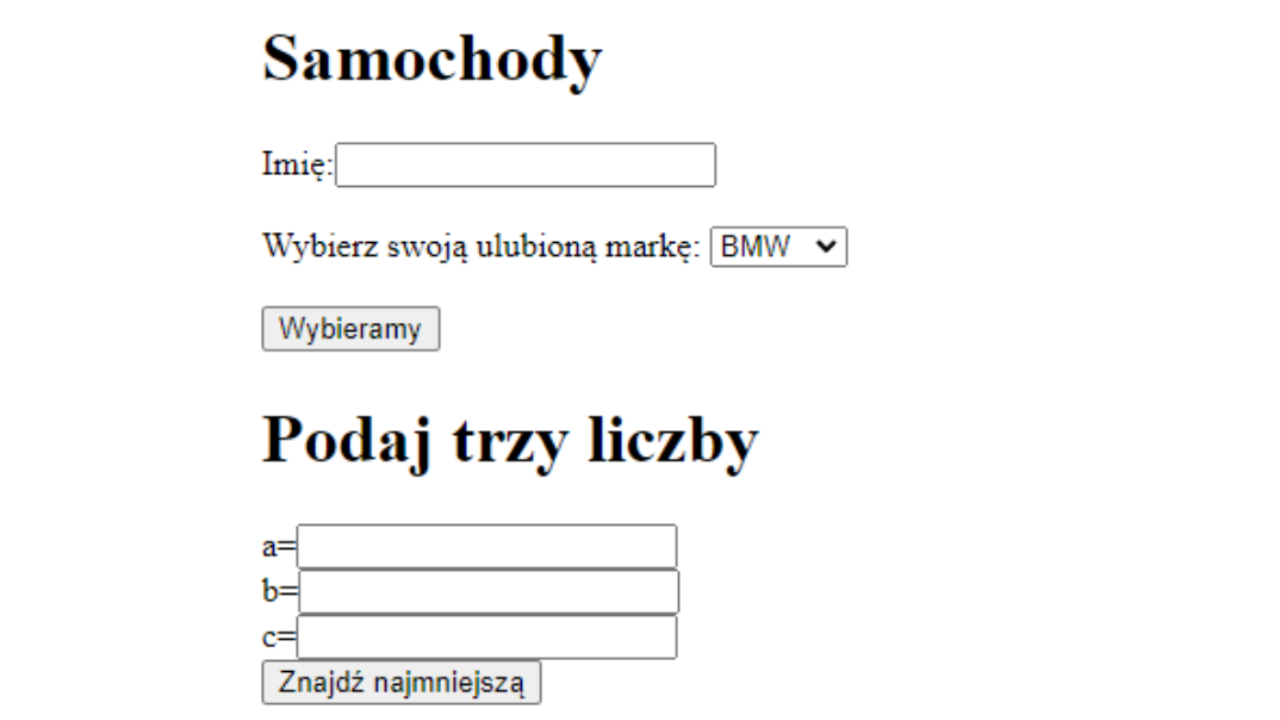 Samochody
Imię:
Wybierz swoją ulubioną markę: BMW
Wybieramy
Podaj trzy liczby
a=
b=
c=
Znajdź najmniejszą